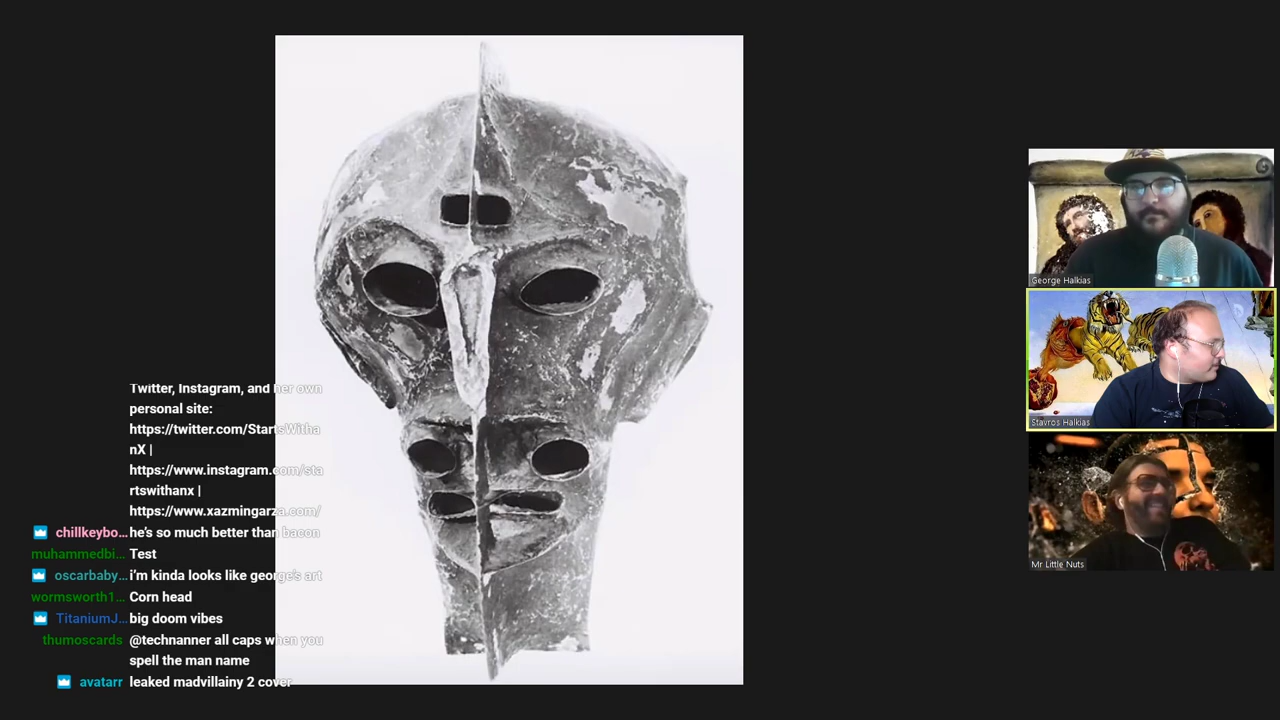 Twitter, Instagram, and her own
personal site:
https://twitter.com/StartsWitha
nX |
https://www.instagram.com/sta
rtswithanx |
https://www.xazmingarza.com/
chillkeybo... he's so much better than bacon
muhammedbi... Test
oscarbaby... i'm kinda looks like george's art
wormsworth1... Corn head
TitaniumJ... big doom vibes
thumoscards @technanner all caps when you
spell the man name
avatarr leaked madvillainy 2 cover
George Halkias
Stavros Halkias
Mr Little Nuts